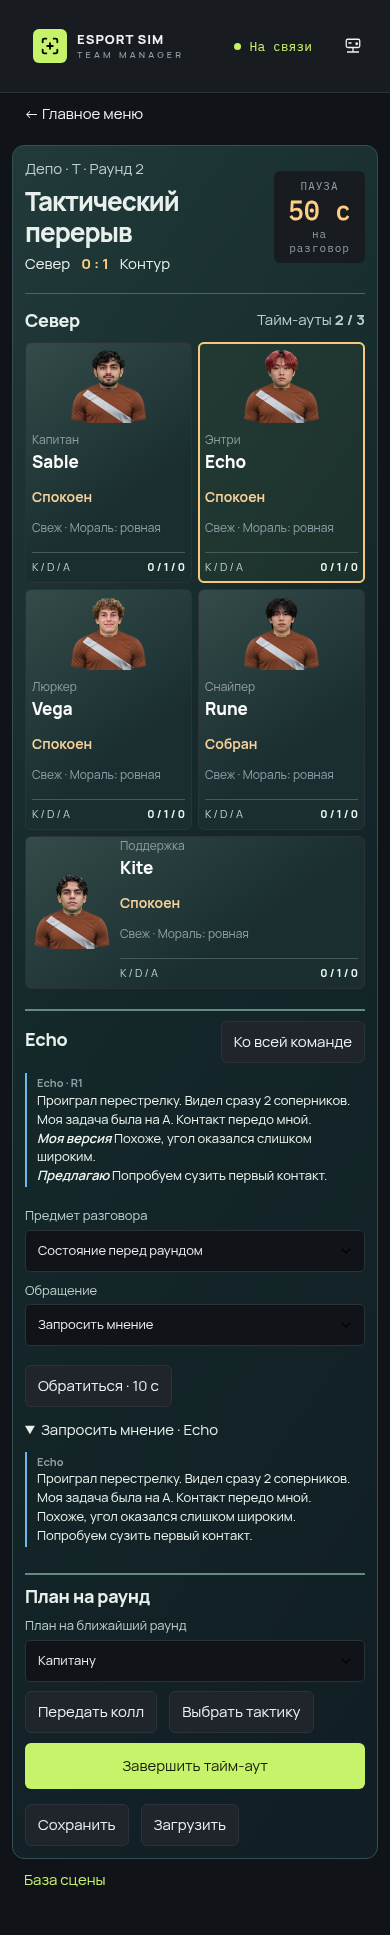 ESPORT SIM
TEAM MANAGER
На связи
← Главное меню
Депо · T · Раунд 2
Тактический
перерыв
Север 0 : 1 Контур
ПАУЗА
50 с
на
разговор
Север
Тайм-ауты 2 / 3
Капитан
Sable
Спокоен
Свеж · Мораль: ровная
K / D / A 0 / 1 / 0
Энтри
Echo
Спокоен
Свеж · Мораль: ровная
K / D / A 0 / 1 / 0
Люркер
Vega
Спокоен
Свеж · Мораль: ровная
K / D / A 0 / 1 / 0
Снайпер
Rune
Собран
Свеж · Мораль: ровная
K / D / A 0 / 1 / 0
Поддержка
Kite
Спокоен
Свеж · Мораль: ровная
K / D / A 0 / 1 / 0
Echo
Ко всей команде
Echo · R1
Проиграл перестрелку. Видел сразу 2 соперников.
Моя задача была на A. Контакт передо мной.
Моя версия Похоже, угол оказался слишком
широким.
Предлагаю Попробуем сузить первый контакт.
Предмет разговора
Состояние перед раундом
Обращение
Запросить мнение
Обратиться · 10 с
▼ Запросить мнение · Echo
Echo
Проиграл перестрелку. Видел сразу 2 соперников.
Моя задача была на A. Контакт передо мной.
Похоже, угол оказался слишком широким.
Попробуем сузить первый контакт.
План на раунд
План на ближайший раунд
Капитану
Передать колл
Выбрать тактику
Завершить тайм-аут
Сохранить
Загрузить
База сцены